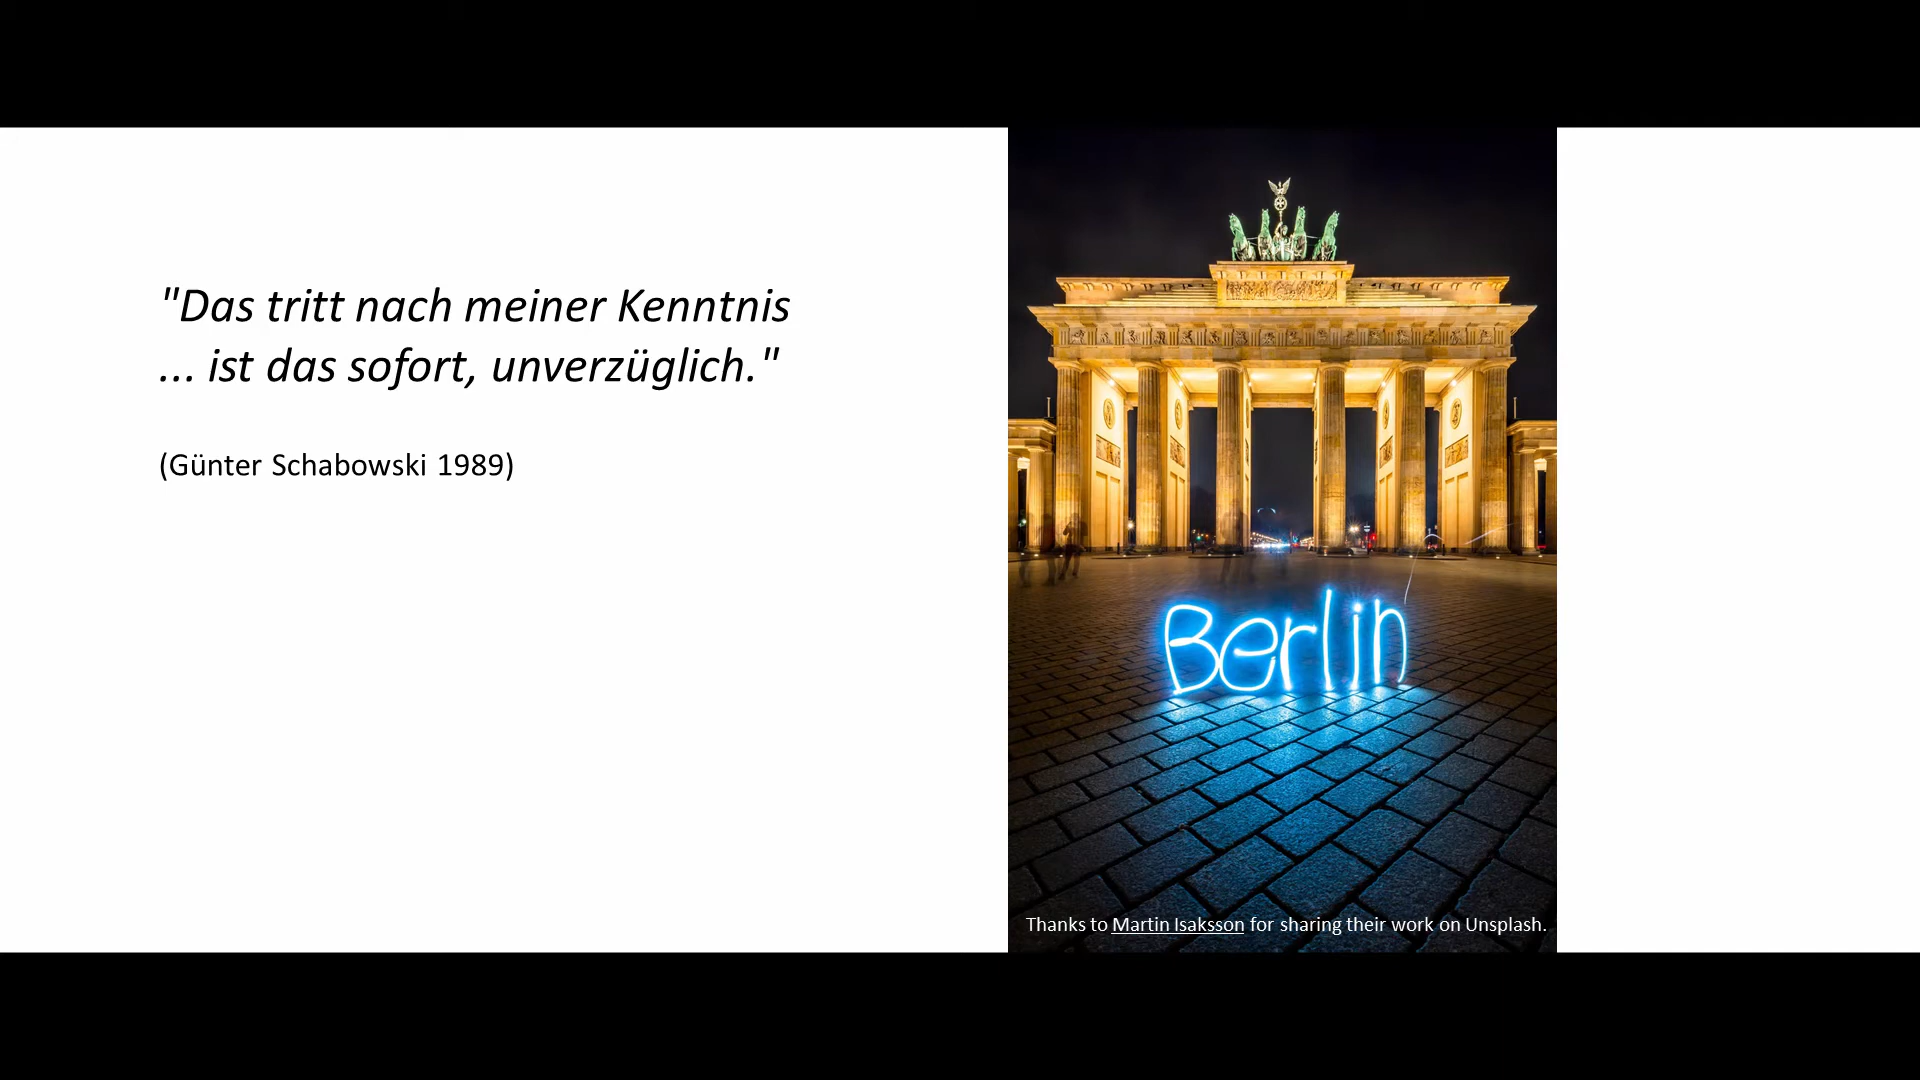 "Das tritt nach meiner Kenntnis
... ist das sofort, unverzüglich."
(Günter Schabowski 1989)
Berlin
Thanks to Martin Isaksson for sharing their work on Unsplash.